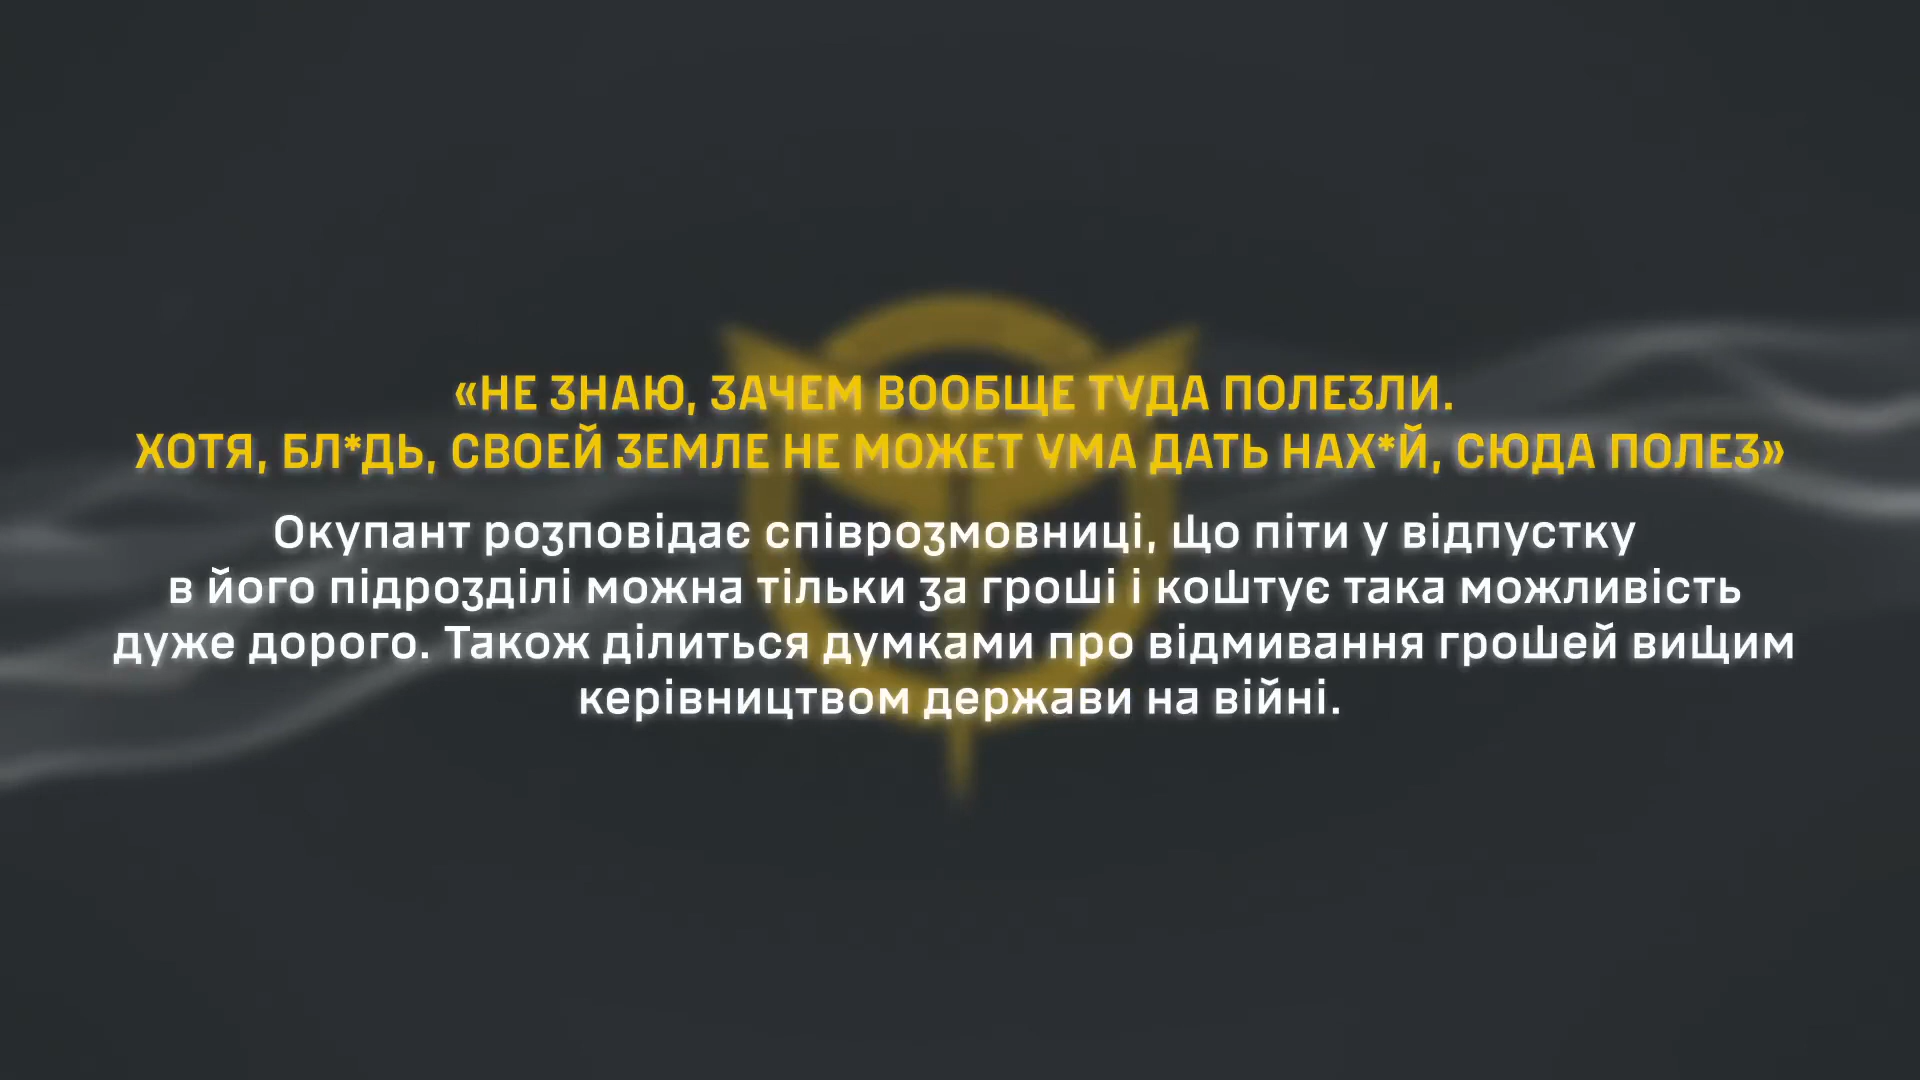 «НЕ ЗНАЮ, ЗАЧЕМ ВООБЩЕ ТУДА ПОЛЕЗЛИ.
ХОТЯ, БЛ*ДЬ, СВОЕЙ ЗЕМЛЕ НЕ МОЖЕТ УМА ДАТЬ НАХ*Й, СЮДА ПОЛЕЗ»
Окупант розповідає співрозмовниці, що піти у відпустку
в його підрозділі можна тільки за гроші і коштує така можливість
дуже дорого. Також ділиться думками про відмивання грошей вищим
керівництвом держави на війні.